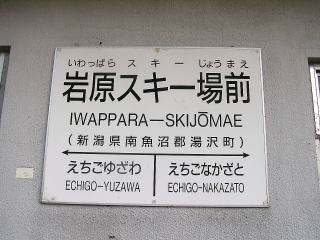 いわっぱら スキー じょうまえ
岩原スキー場前
IWAPPARA—SKIJŌMAE
(新潟県南魚沼郡湯沢町)
えちごゆざわ えちごなかざと
ECHIGO-YUZAWA ECHIGO-NAKAZATO